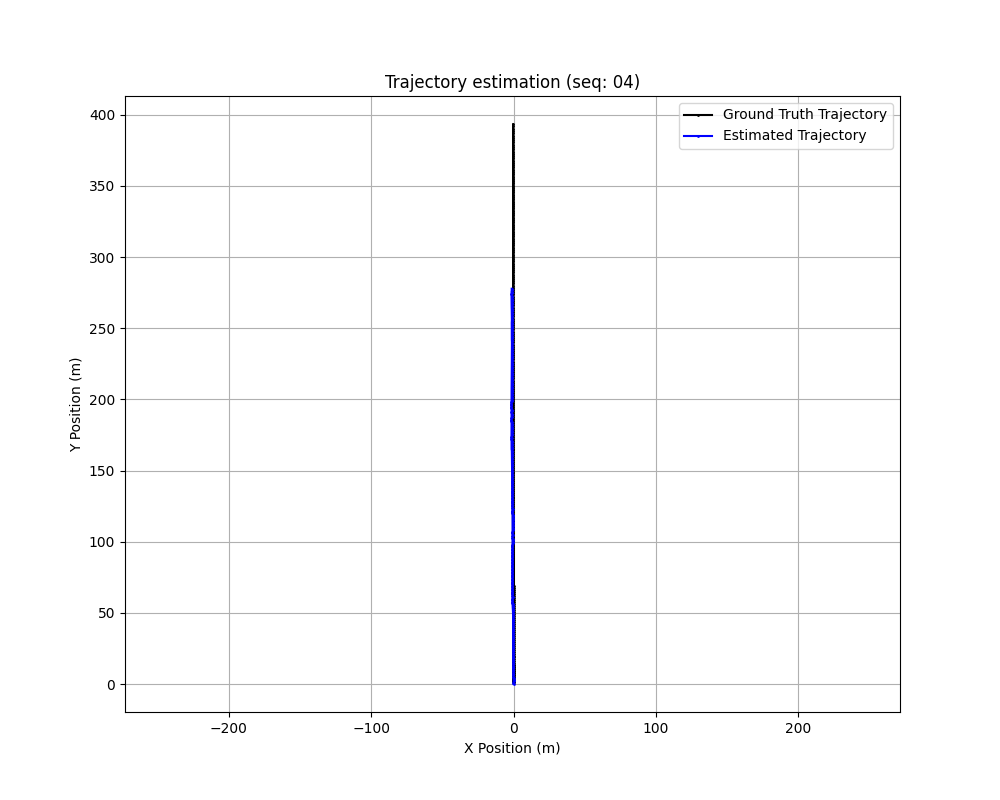 Trajectory estimation (seq: 04)
Ground Truth Trajectory
Estimated Trajectory
400
350
300
250
200
150
100
50
0
Y Position (m)
−200
−100
0
100
200
X Position (m)